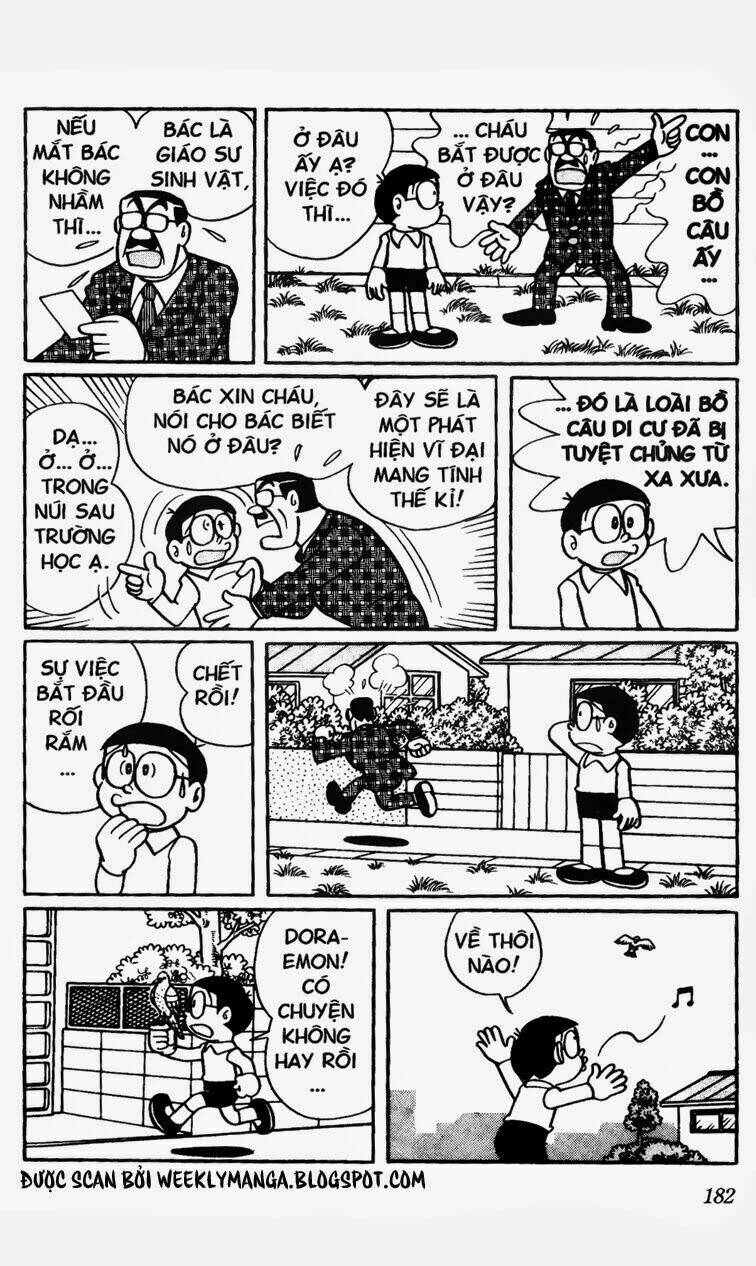 CON
...
CON
BỒ
CÂU
ẤY
...
... CHÁU
BẮT ĐƯỢC
Ở ĐÂU
VẬY?
Ở ĐÂU
ẤY Ạ?
VIỆC ĐÓ
THÌ...
BÁC LÀ
GIÁO SƯ
SINH VẬT,
NẾU
MẮT BÁC
KHÔNG
NHẦM
THÌ...
... ĐÓ LÀ LOÀI BỒ
CÂU DI CƯ ĐÃ BỊ
TUYỆT CHỦNG TỪ
XA XƯA.
ĐÂY SẼ LÀ
MỘT PHÁT
HIỆN VĨ ĐẠI
MANG TÍNH
THẾ KỈ!
BÁC XIN CHÁU,
NÓI CHO BÁC BIẾT
NÓ Ở ĐÂU?
DẠ...
Ở... Ở...
TRONG
NÚI SAU
TRƯỜNG
HỌC Ạ.
CHẾT
RỒI!
SỰ VIỆC
BẮT ĐẦU
RỐI
RẮM
...
VỀ THÔI
NÀO!
DORA-
EMON!
CÓ
CHUYỆN
KHÔNG
HAY RỒI
...
ĐƯỢC SCAN BỞI WEEKLYMANGA.BLOGSPOT.COM
182